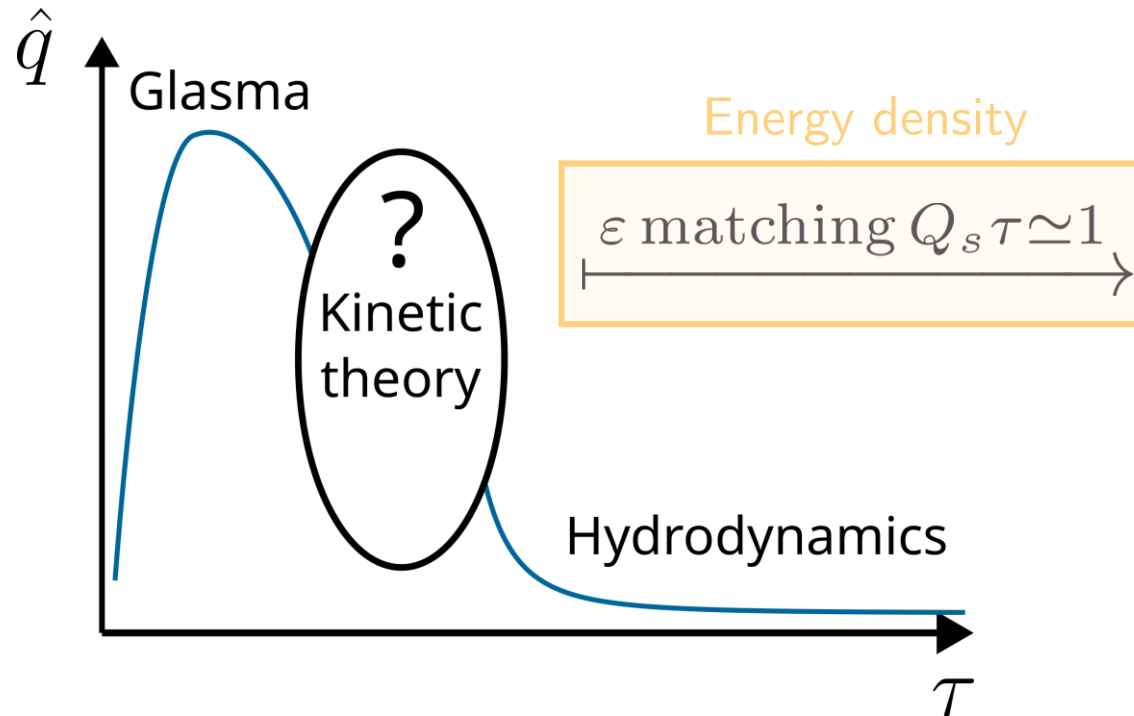 q̂
Glasma
Energy density
?
ε matching Q_s τ≃1
Kinetic
theory
Hydrodynamics
τ